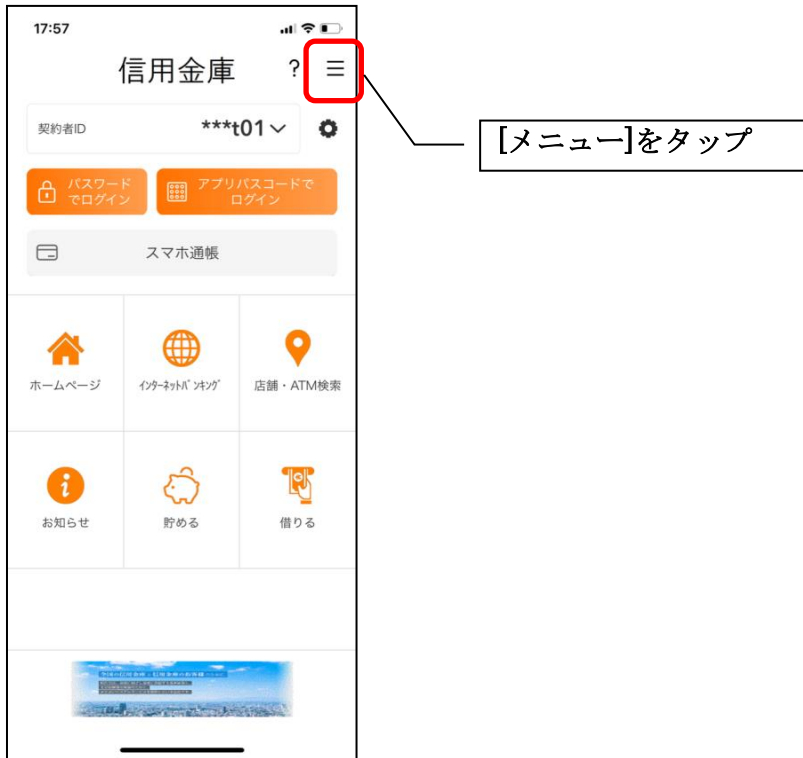 17:57
信用金庫 ?
契約者ID ***t01
[メニュー]をタップ
パスワード
でログイン
アプリパスコードで
ログイン
スマホ通帳
ホームページ
インターネットバンキング
店舗・ATM検索
お知らせ
貯める
借りる